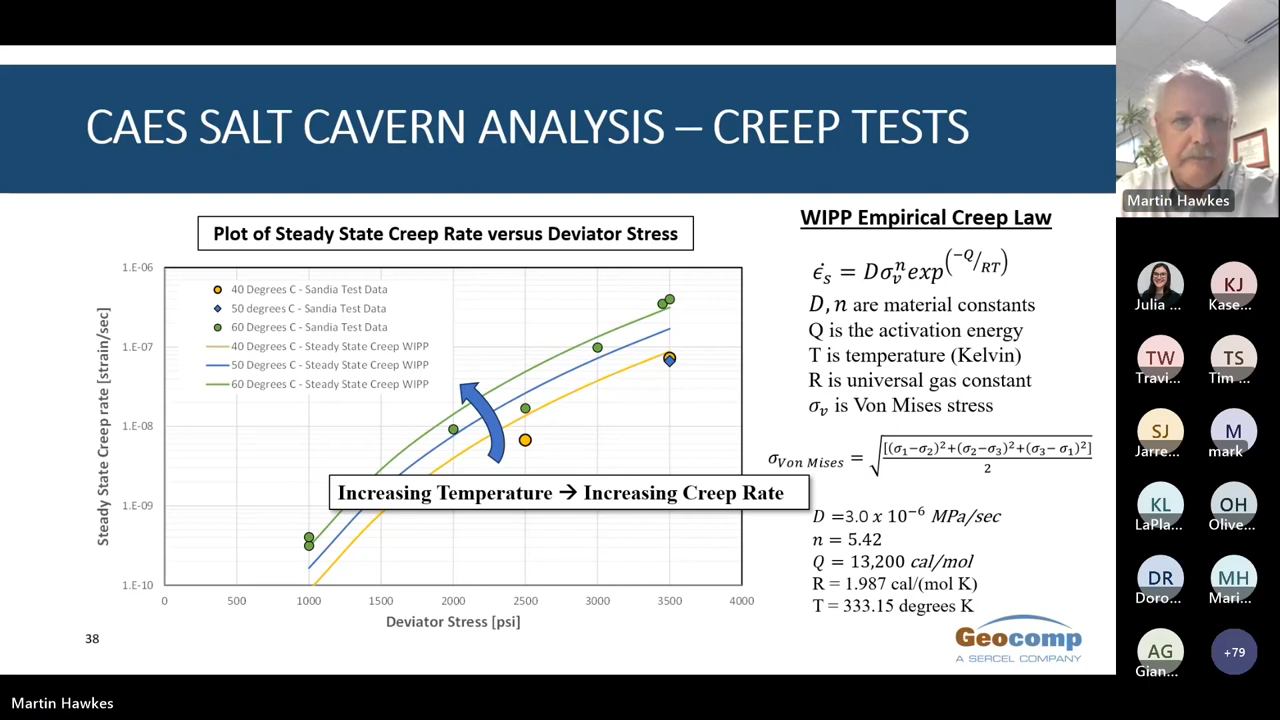 CAES SALT CAVERN ANALYSIS – CREEP TESTS
Plot of Steady State Creep Rate versus Deviator Stress
1.E-06
1.E-07
1.E-08
1.E-09
1.E-10
Steady State Creep rate [strain/sec]
40 Degrees C - Sandia Test Data
50 degrees C - Sandia Test Data
60 Degrees C - Sandia Test Data
40 Degrees C - Steady State Creep WIPP
50 Degrees C - Steady State Creep WIPP
60 Degrees C - Steady State Creep WIPP
Increasing Temperature → Increasing Creep Rate
0 500 1000 1500 2000 2500 3000 3500 4000
Deviator Stress [psi]
38
WIPP Empirical Creep Law
ϵ̇ₛ = Dσᵥⁿexp^(−Q/RT)
D, n are material constants
Q is the activation energy
T is temperature (Kelvin)
R is universal gas constant
σᵥ is Von Mises stress
σ_Von Mises = √([(σ₁−σ₂)²+(σ₂−σ₃)²+(σ₃−σ₁)²]/2)
D =3.0 x 10⁻⁶ MPa/sec
n = 5.42
Q = 13,200 cal/mol
R = 1.987 cal/(mol K)
T = 333.15 degrees K
Geocomp
A SERCEL COMPANY
Martin Hawkes
Julia ...
KJ
Kase...
TW
Travi...
TS
Tim ...
SJ
Jarre...
M
mark
KL
LaPla...
OH
Olive...
DR
Doro...
MH
Mari...
AG
Gian...
+79
Martin Hawkes